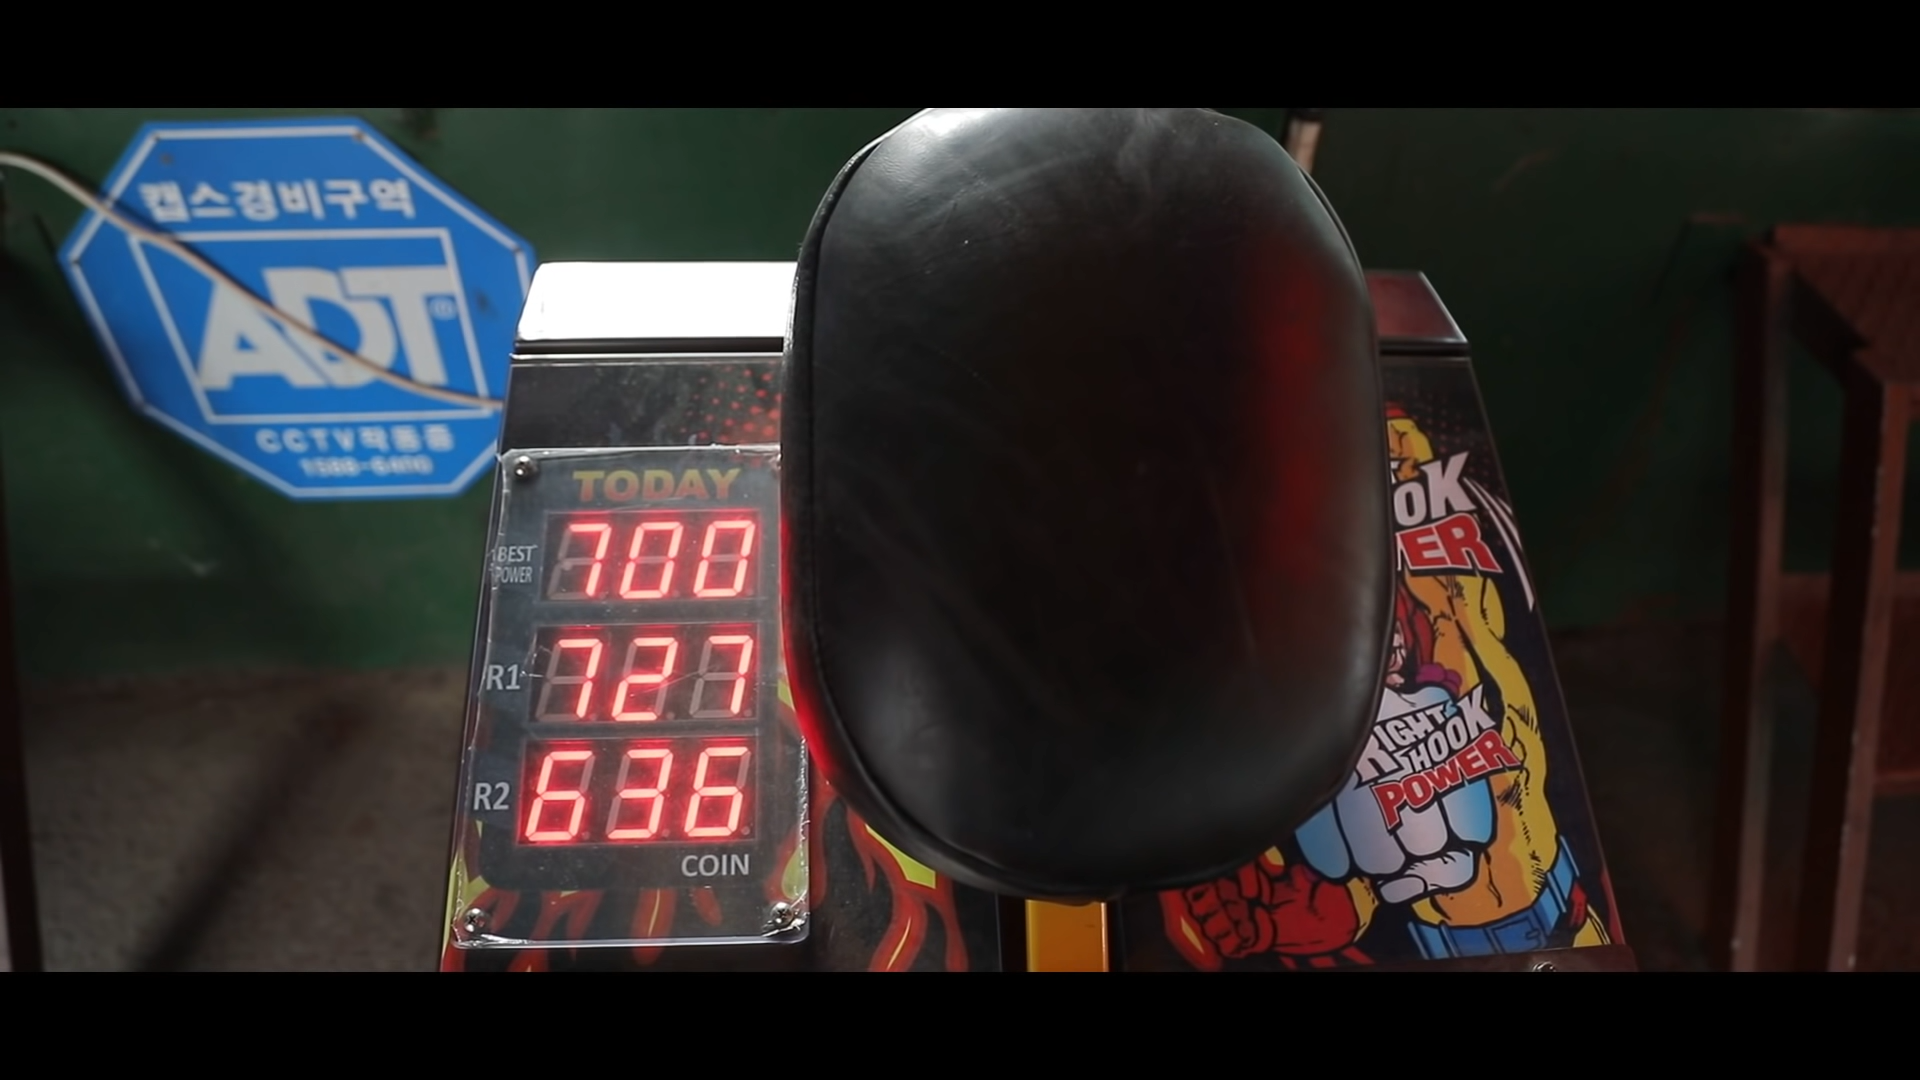 캡스경비구역
ADT®
CCTV작동중
TODAY
BEST
POWER
700
R1
727
R2
636
COIN
OK
ER
RIGHT
HOOK
POWER